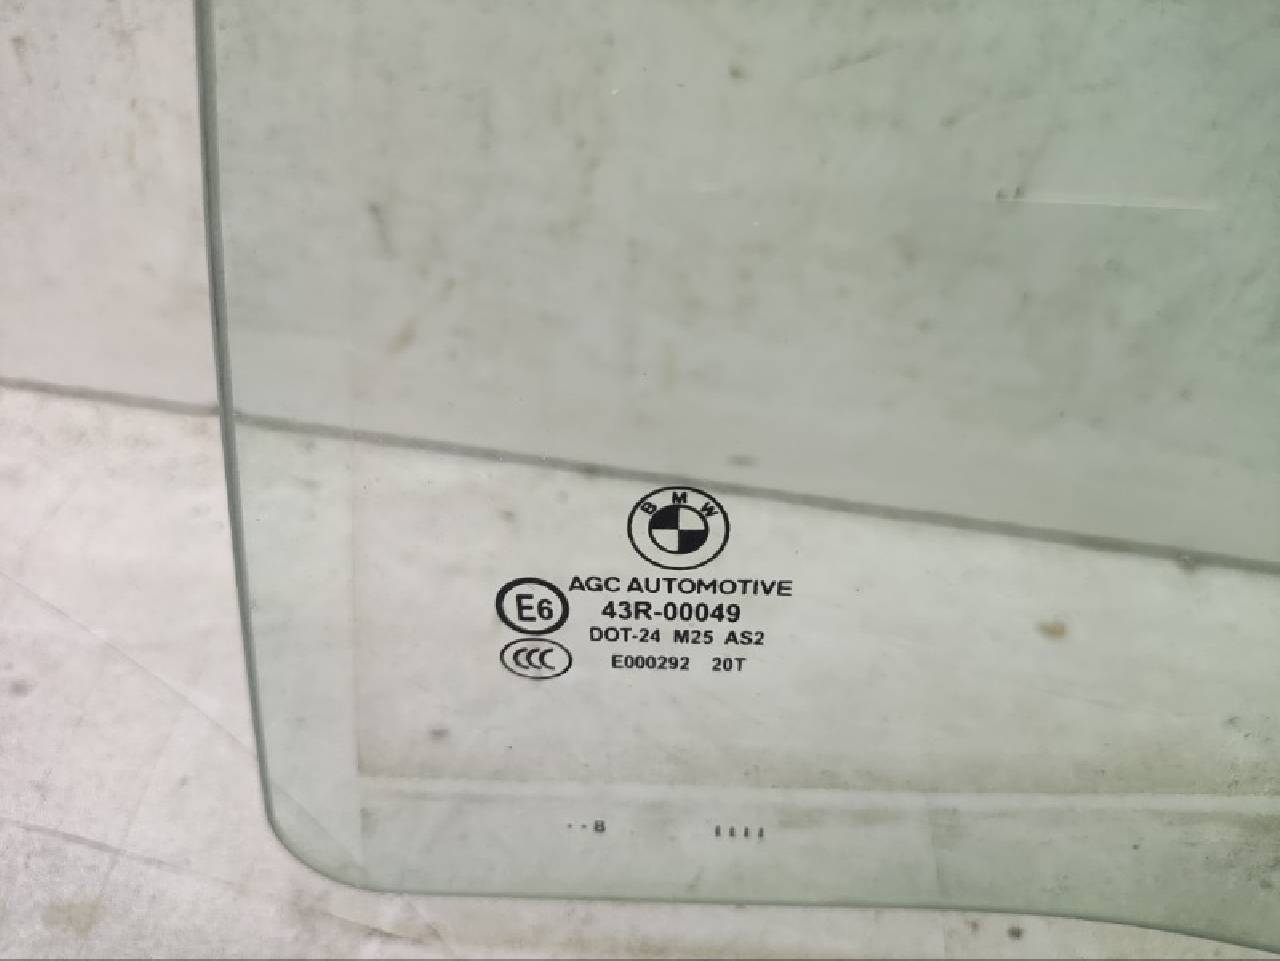 BMW
AGC AUTOMOTIVE
E6 43R-00049
DOT-24 M25 AS2
CCC E000292 20T
- - B